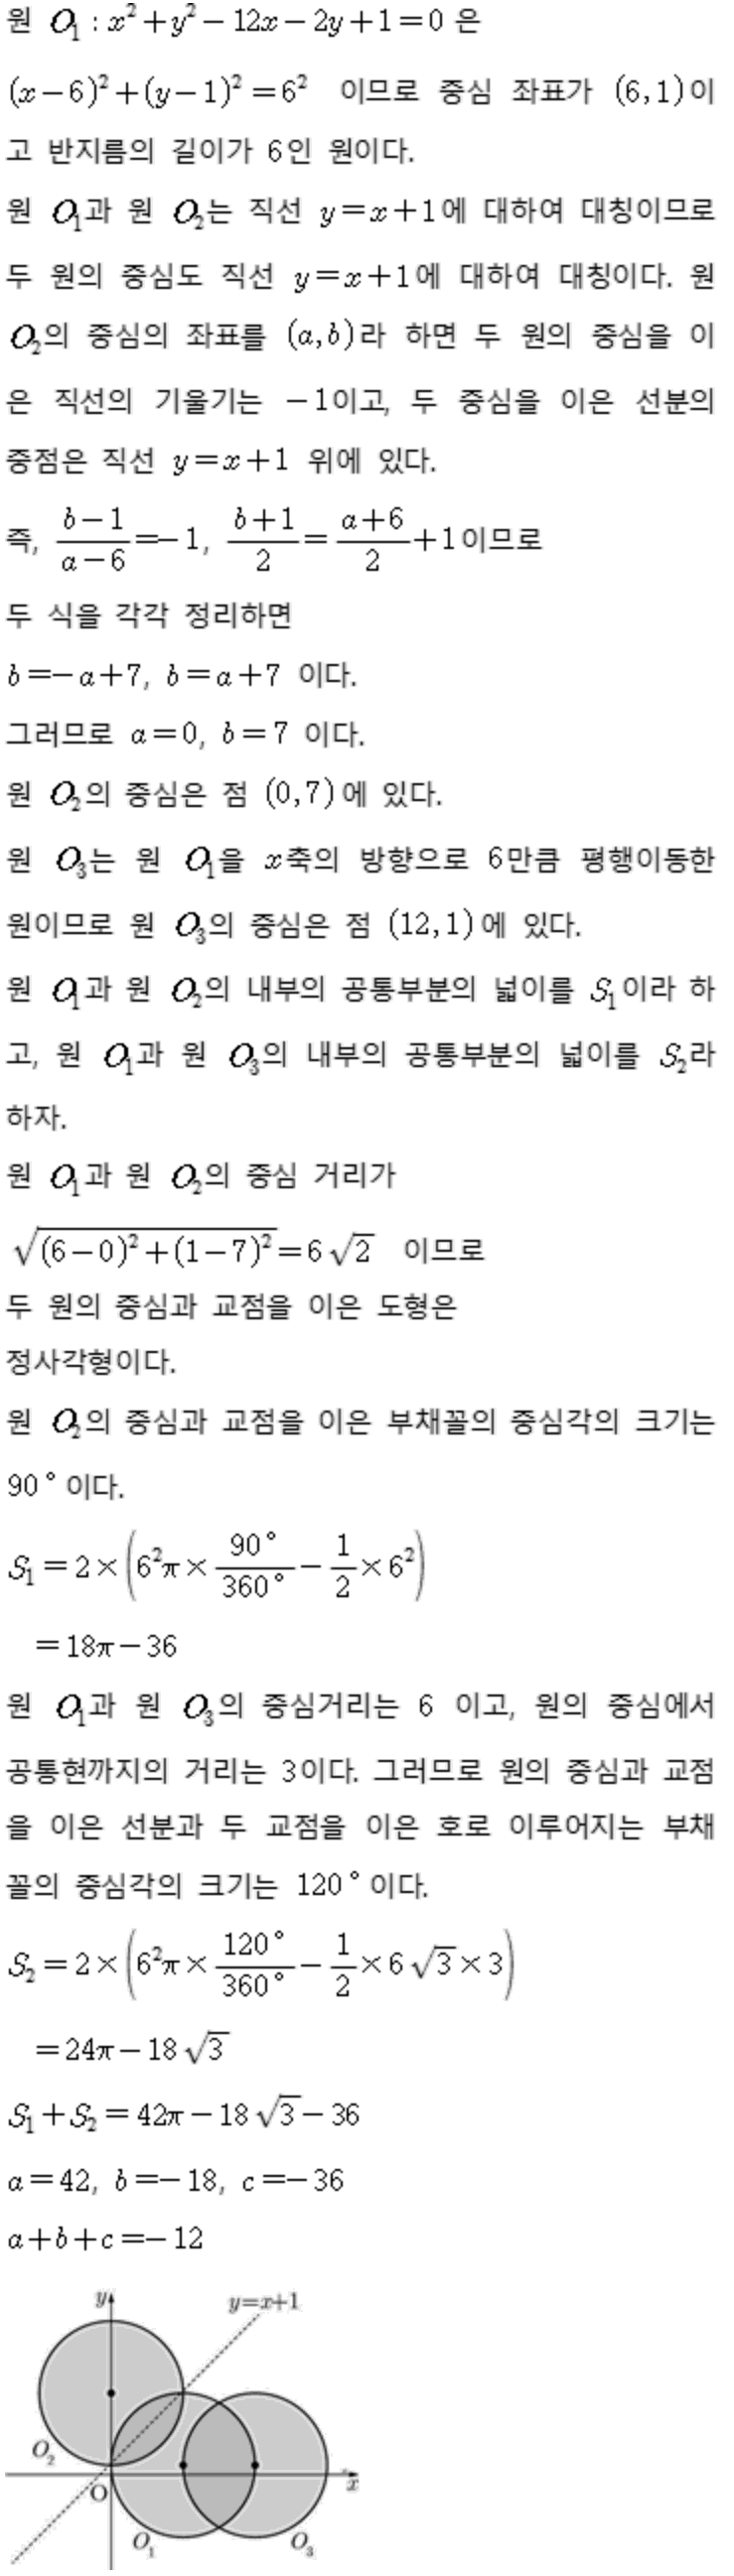 원 O₁ : x²+y²−12x−2y+1=0 은
(x−6)²+(y−1)²=6² 이므로 중심 좌표가 (6,1)이
고 반지름의 길이가 6인 원이다.
원 O₁과 원 O₂는 직선 y=x+1에 대하여 대칭이므로
두 원의 중심도 직선 y=x+1에 대하여 대칭이다. 원
O₂의 중심의 좌표를 (a,b)라 하면 두 원의 중심을 이
은 직선의 기울기는 −1이고, 두 중심을 이은 선분의
중점은 직선 y=x+1 위에 있다.
즉, (b−1)/(a−6)=−1, (b+1)/2=(a+6)/2+1이므로
두 식을 각각 정리하면
b=−a+7, b=a+7 이다.
그러므로 a=0, b=7 이다.
원 O₂의 중심은 점 (0,7)에 있다.
원 O₃는 원 O₁을 x축의 방향으로 6만큼 평행이동한
원이므로 원 O₃의 중심은 점 (12,1)에 있다.
원 O₁과 원 O₂의 내부의 공통부분의 넓이를 S₁이라 하
고, 원 O₁과 원 O₃의 내부의 공통부분의 넓이를 S₂라
하자.
원 O₁과 원 O₂의 중심 거리가
√((6−0)²+(1−7)²)=6√2 이므로
두 원의 중심과 교점을 이은 도형은
정사각형이다.
원 O₂의 중심과 교점을 이은 부채꼴의 중심각의 크기는
90°이다.
S₁=2×(6²π×90°/360°−1/2×6²)
=18π−36
원 O₁과 원 O₃의 중심거리는 6 이고, 원의 중심에서
공통현까지의 거리는 3이다. 그러므로 원의 중심과 교점
을 이은 선분과 두 교점을 이은 호로 이루어지는 부채
꼴의 중심각의 크기는 120°이다.
S₂=2×(6²π×120°/360°−1/2×6√3×3)
=24π−18√3
S₁+S₂=42π−18√3−36
a=42, b=−18, c=−36
a+b+c=−12
y
y=x+1
O₂
O
x
O₁
O₃